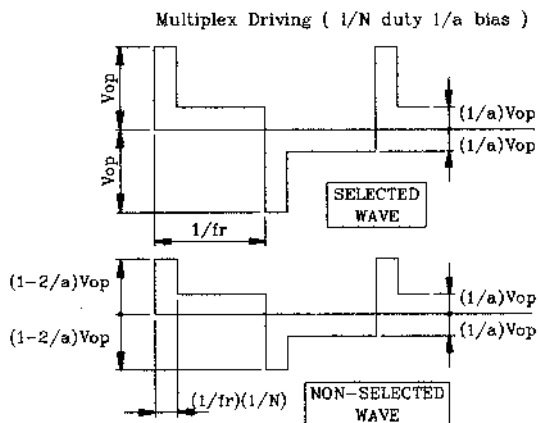 Multiplex Driving ( 1/N duty 1/a bias )
Vop
Vop
(1/a)Vop
(1/a)Vop
SELECTED
WAVE
1/fr
(1-2/a)Vop
(1-2/a)Vop
(1/a)Vop
(1/a)Vop
(1/fr)(1/N)
NON-SELECTED
WAVE